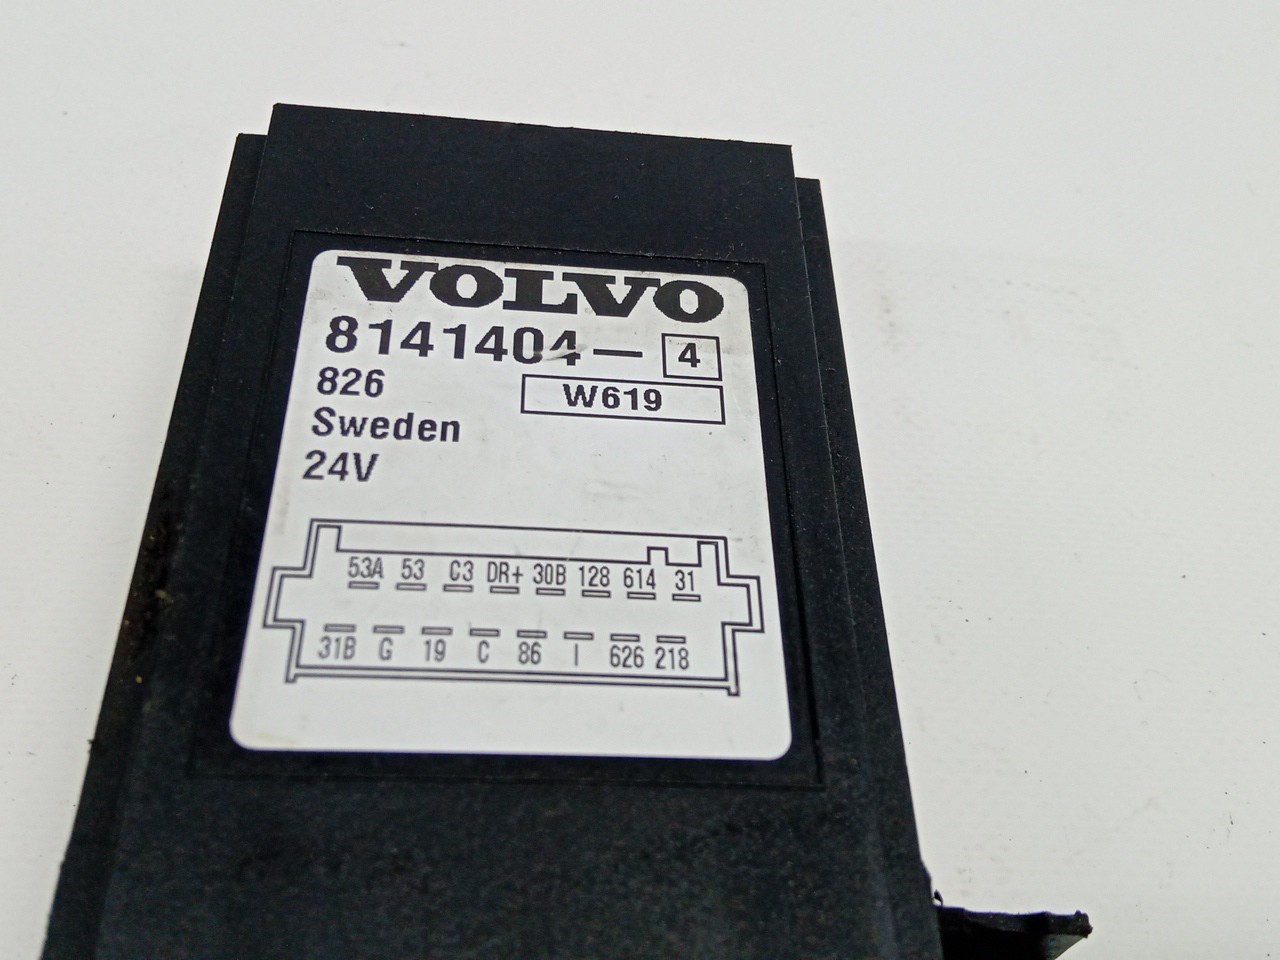 VOLVO
8141404- 4
826 W619
Sweden
24V
53A 53 C3 DR+ 30B 128 614 31
31B G 19 C 86 I 626 218